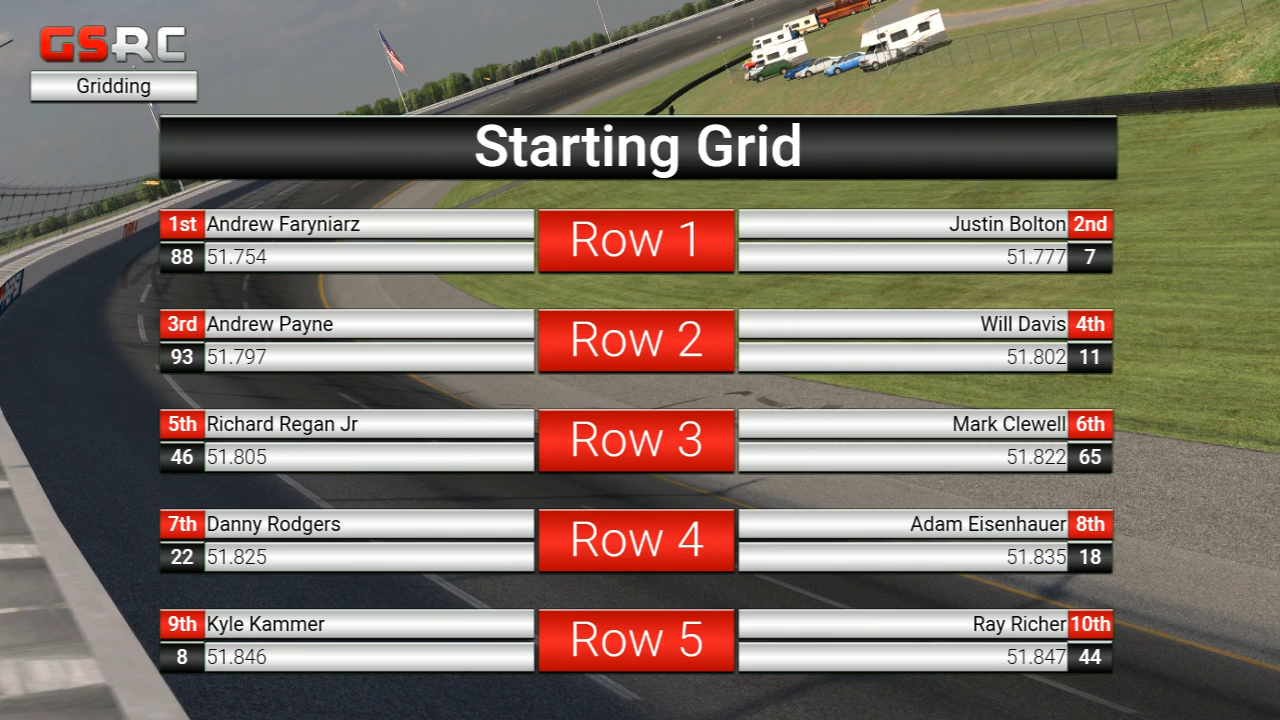 GSRC
Gridding
Starting Grid
1st Andrew Faryniarz Row 1 Justin Bolton 2nd
88 51.754 51.777 7
3rd Andrew Payne Row 2 Will Davis 4th
93 51.797 51.802 11
5th Richard Regan Jr Row 3 Mark Clewell 6th
46 51.805 51.822 65
7th Danny Rodgers Row 4 Adam Eisenhauer 8th
22 51.825 51.835 18
9th Kyle Kammer Row 5 Ray Richer 10th
8 51.846 51.847 44